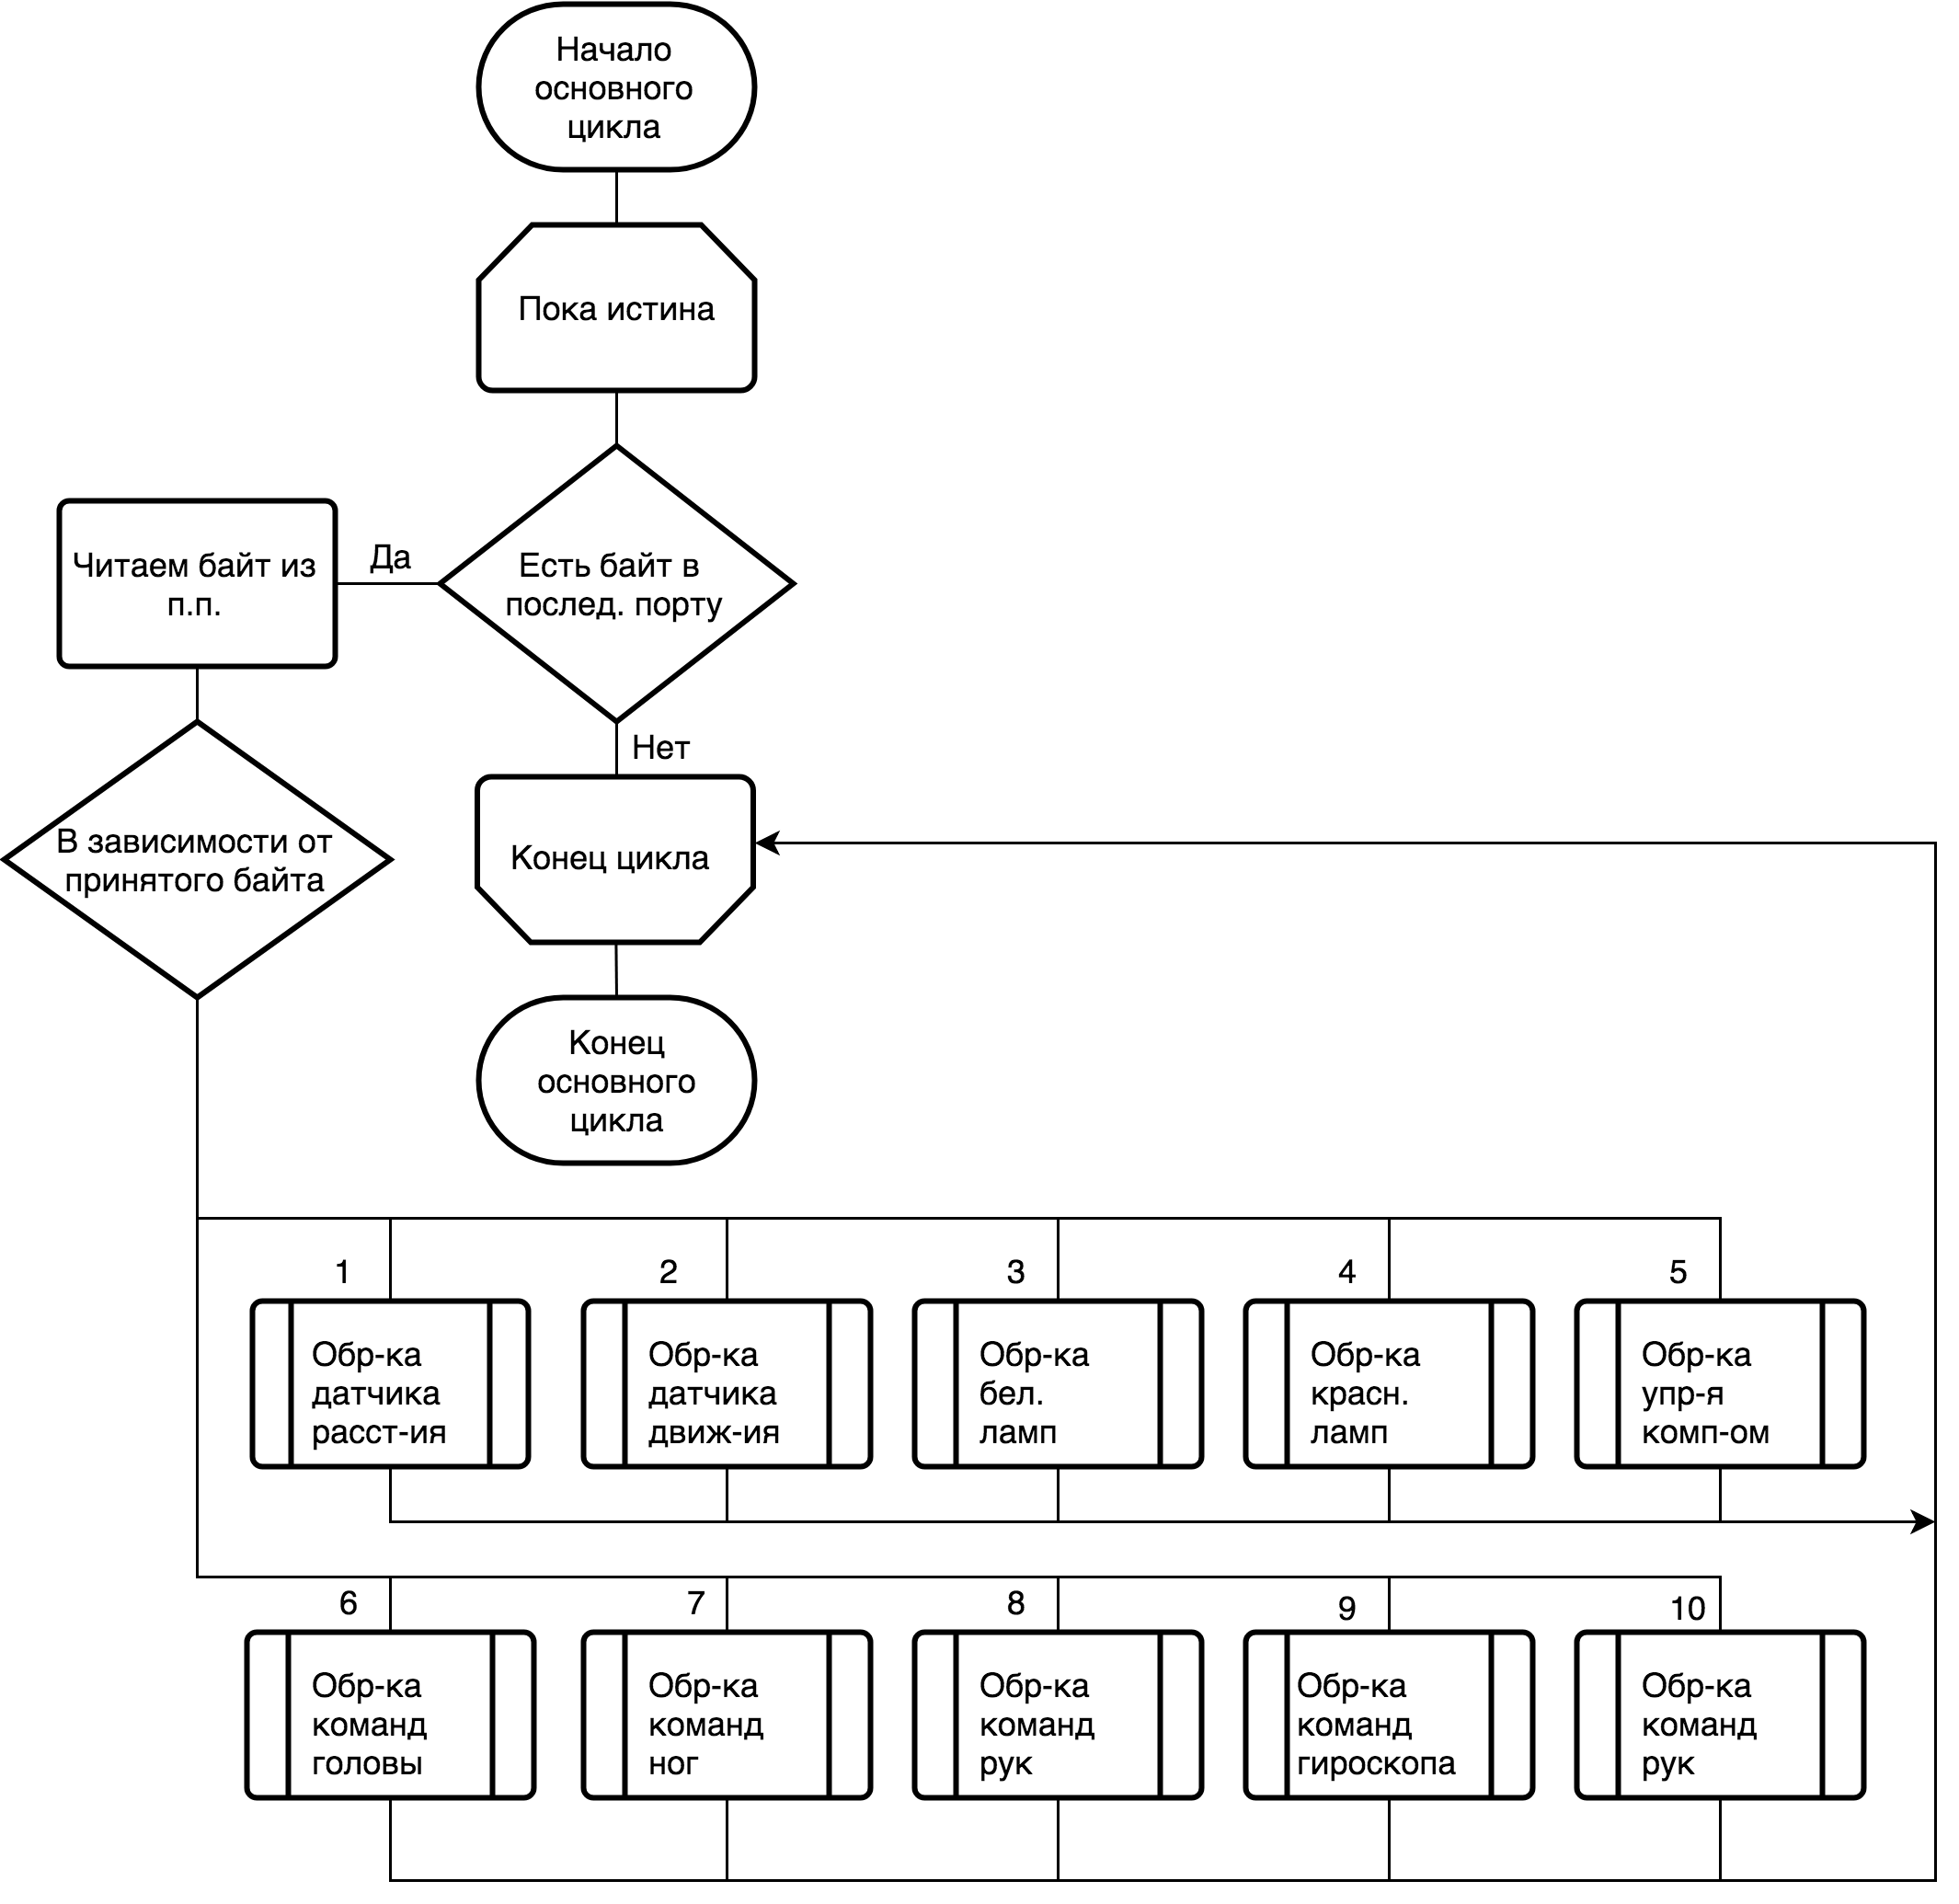 Начало
основного
цикла
Пока истина
Есть байт в
послед. порту
Да
Читаем байт из
п.п.
Нет
В зависимости от
принятого байта
Конец цикла
Конец
основного
цикла
1
Обр-ка
датчика
расст-ия
2
Обр-ка
датчика
движ-ия
3
Обр-ка
бел.
ламп
4
Обр-ка
красн.
ламп
5
Обр-ка
упр-я
комп-ом
6
Обр-ка
команд
головы
7
Обр-ка
команд
ног
8
Обр-ка
команд
рук
9
Обр-ка
команд
гироскопа
10
Обр-ка
команд
рук